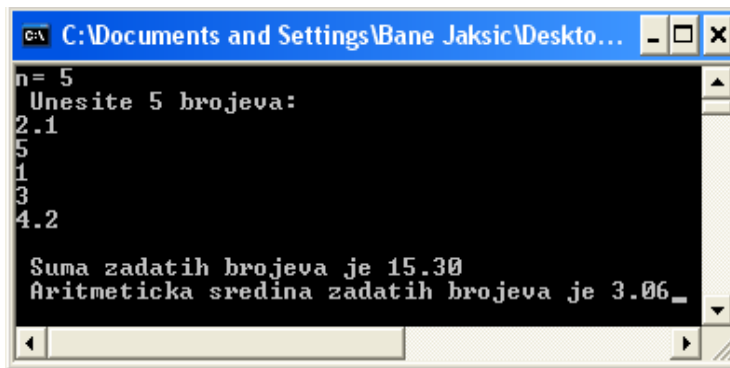 C:\Documents and Settings\Bane Jaksic\Deskto...
n= 5
Unesite 5 brojeva:
2.1
5
1
3
4.2
Suma zadatih brojeva je 15.30
Aritmeticka sredina zadatih brojeva je 3.06_